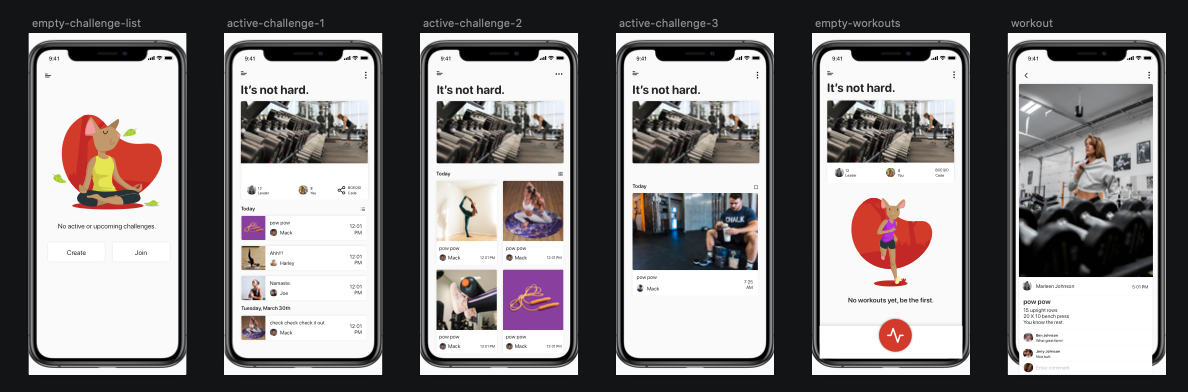 empty-challenge-list
active-challenge-1
active-challenge-2
active-challenge-3
empty-workouts
workout
9:41
No active or upcoming challenges.
Create
Join
9:41
It's not hard.
12
Leader
8
You
Code
Today
pow pow
Mack
12:01
PM
Ahh!!!
Harley
12:01
PM
Namaste.
Joe
12:01
PM
Tuesday, March 30th
check check check it out
Mack
12:01
PM
9:41
It's not hard.
Today
pow pow
Mack
12:01 PM
pow pow
Mack
12:01 PM
pow pow
Mack
12:01 PM
pow pow
Mack
12:01 PM
9:41
It's not hard.
Today
CHALK
pow pow
Mack
7:25
AM
9:41
It's not hard.
12
Leader
8
You
Code
No workouts yet, be the first.
9:41
Marleen Johnson
5:01 PM
pow pow
15 upright rows
20 X 10 bench press
You know the rest.
Ben Johnson
What great form!
Jerry Johnson
Nice butt.
Enter comment